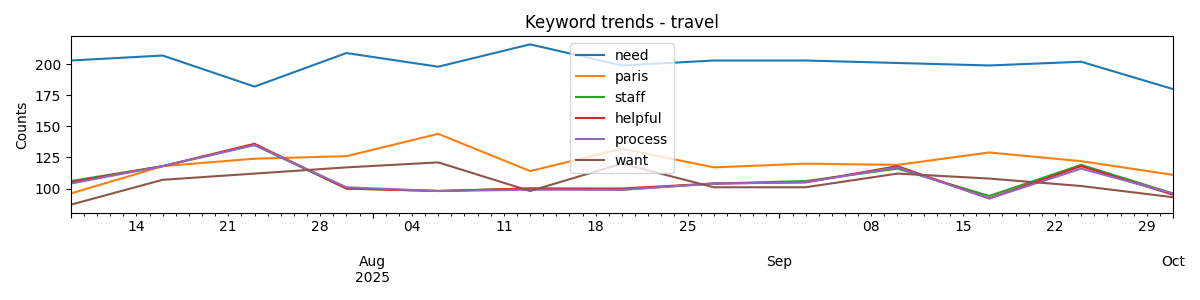 Keyword trends - travel
need
paris
staff
helpful
process
want
Counts
200
175
150
125
100
14 21 28 04 11 18 25 08 15 22 29
Aug Sep Oct
2025